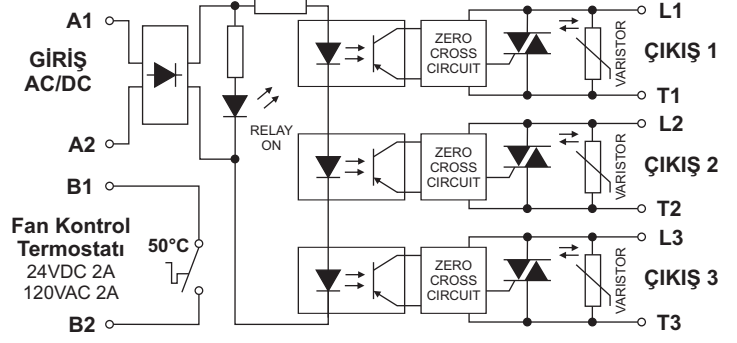 A1
GİRİŞ
AC/DC
A2
RELAY
ON
B1
Fan Kontrol
Termostatı
24VDC 2A
120VAC 2A
50°C
B2
ZERO
CROSS
CIRCUIT
VARISTOR
L1
ÇIKIŞ 1
T1
ZERO
CROSS
CIRCUIT
VARISTOR
L2
ÇIKIŞ 2
T2
ZERO
CROSS
CIRCUIT
VARISTOR
L3
ÇIKIŞ 3
T3